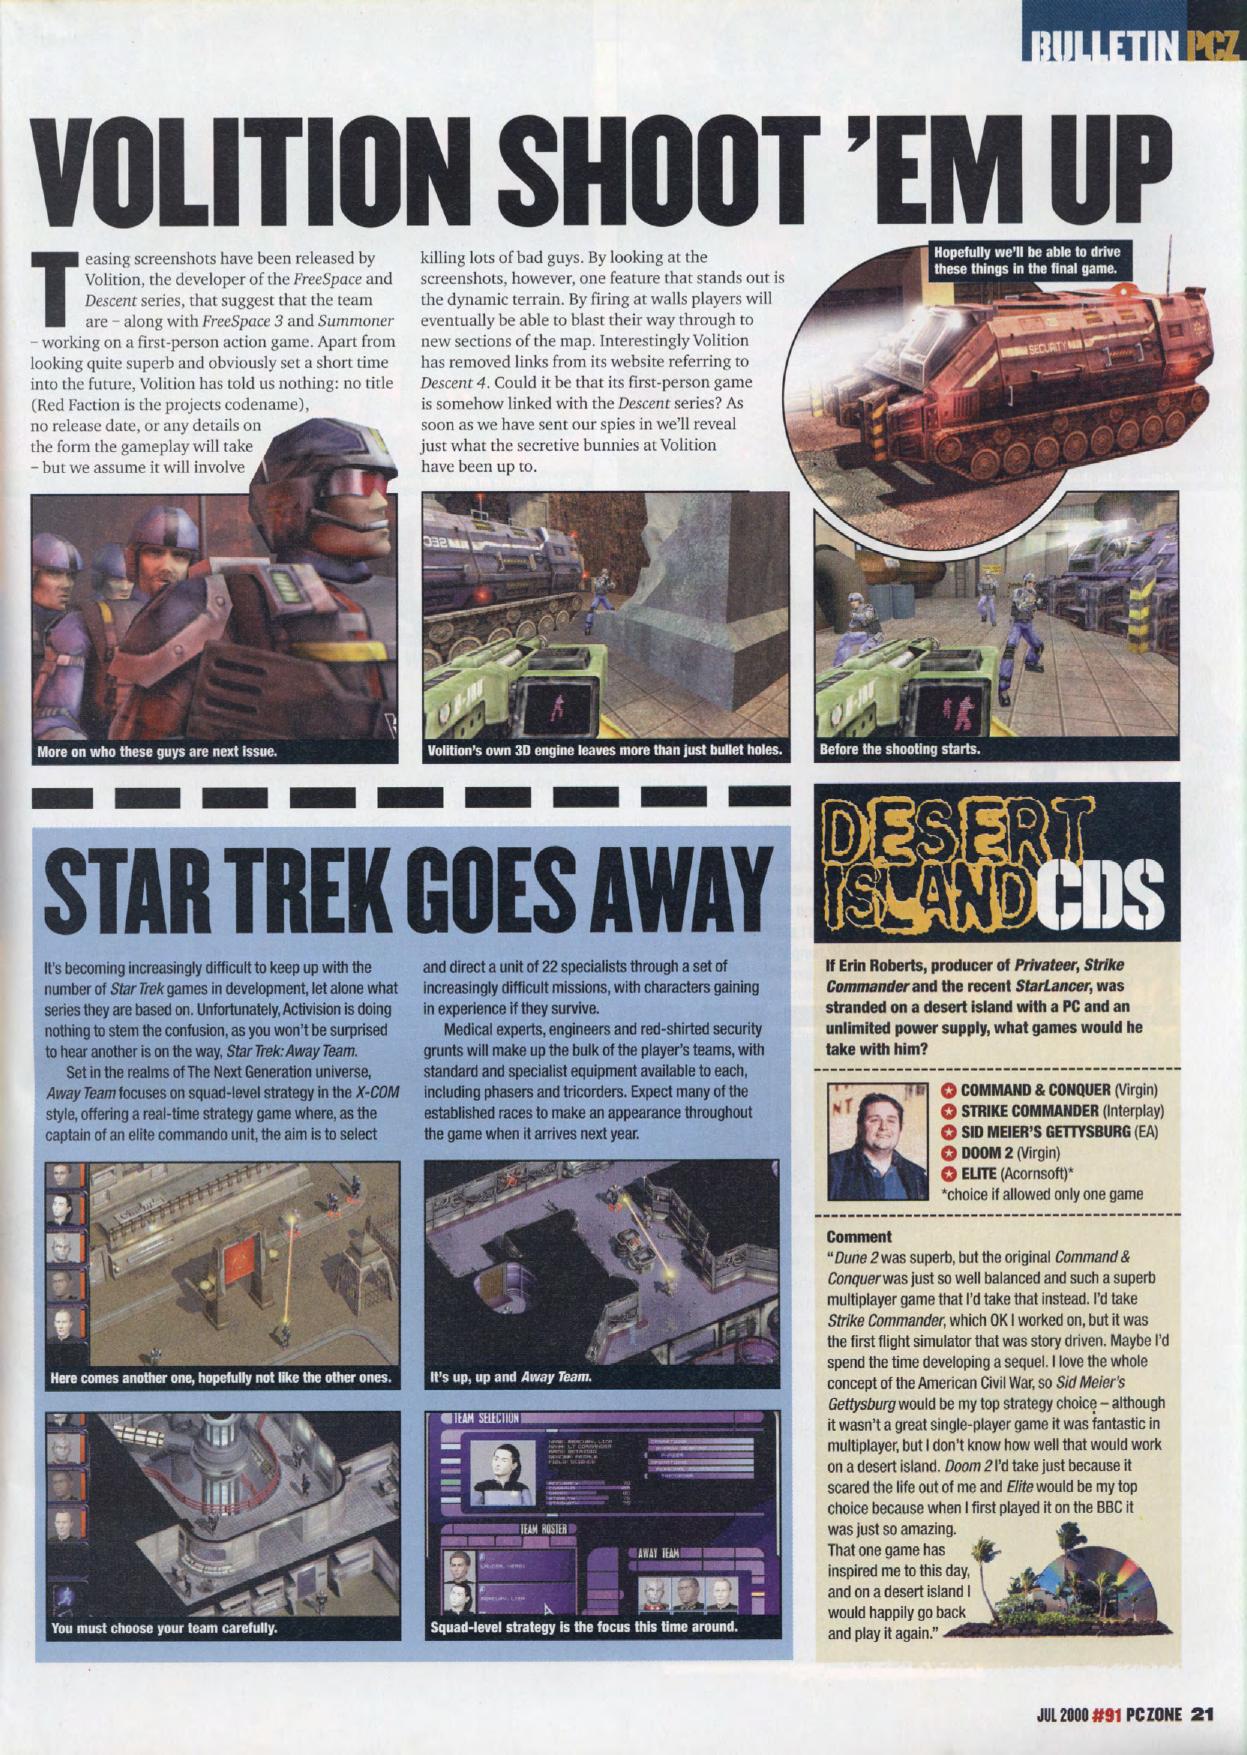 BULLETIN PCZ
VOLITION SHOOT 'EM UP
Teasing screenshots have been released by
Volition, the developer of the FreeSpace and
Descent series, that suggest that the team
are – along with FreeSpace 3 and Summoner
– working on a first-person action game. Apart from
looking quite superb and obviously set a short time
into the future, Volition has told us nothing: no title
(Red Faction is the projects codename),
no release date, or any details on
the form the gameplay will take
– but we assume it will involve
killing lots of bad guys. By looking at the
screenshots, however, one feature that stands out is
the dynamic terrain. By firing at walls players will
eventually be able to blast their way through to
new sections of the map. Interestingly Volition
has removed links from its website referring to
Descent 4. Could it be that its first-person game
is somehow linked with the Descent series? As
soon as we have sent our spies in we'll reveal
just what the secretive bunnies at Volition
have been up to.
Hopefully we'll be able to drive
these things in the final game.
SECURITY
More on who these guys are next issue.
Volition's own 3D engine leaves more than just bullet holes.
Before the shooting starts.
STAR TREK GOES AWAY
It's becoming increasingly difficult to keep up with the
number of Star Trek games in development, let alone what
series they are based on. Unfortunately, Activision is doing
nothing to stem the confusion, as you won't be surprised
to hear another is on the way, Star Trek: Away Team.
Set in the realms of The Next Generation universe,
Away Team focuses on squad-level strategy in the X-COM
style, offering a real-time strategy game where, as the
captain of an elite commando unit, the aim is to select
and direct a unit of 22 specialists through a set of
increasingly difficult missions, with characters gaining
in experience if they survive.
Medical experts, engineers and red-shirted security
grunts will make up the bulk of the player's teams, with
standard and specialist equipment available to each,
including phasers and tricorders. Expect many of the
established races to make an appearance throughout
the game when it arrives next year.
Here comes another one, hopefully not like the other ones.
It's up, up and Away Team.
You must choose your team carefully.
TEAM SELECTION
TEAM ROSTER
AWAY TEAM
Squad-level strategy is the focus this time around.
DESERT
ISLAND CDS
If Erin Roberts, producer of Privateer, Strike
Commander and the recent StarLancer, was
stranded on a desert island with a PC and an
unlimited power supply, what games would he
take with him?
COMMAND & CONQUER (Virgin)
STRIKE COMMANDER (Interplay)
SID MEIER'S GETTYSBURG (EA)
DOOM 2 (Virgin)
ELITE (Acornsoft)*
*choice if allowed only one game
Comment
"Dune 2 was superb, but the original Command &
Conquer was just so well balanced and such a superb
multiplayer game that I'd take that instead. I'd take
Strike Commander, which OK I worked on, but it was
the first flight simulator that was story driven. Maybe I'd
spend the time developing a sequel. I love the whole
concept of the American Civil War, so Sid Meier's
Gettysburg would be my top strategy choice – although
it wasn't a great single-player game it was fantastic in
multiplayer, but I don't know how well that would work
on a desert island. Doom 2 I'd take just because it
scared the life out of me and Elite would be my top
choice because when I first played it on the BBC it
was just so amazing.
That one game has
inspired me to this day,
and on a desert island I
would happily go back
and play it again."
JUL 2000 #91 PC ZONE 21